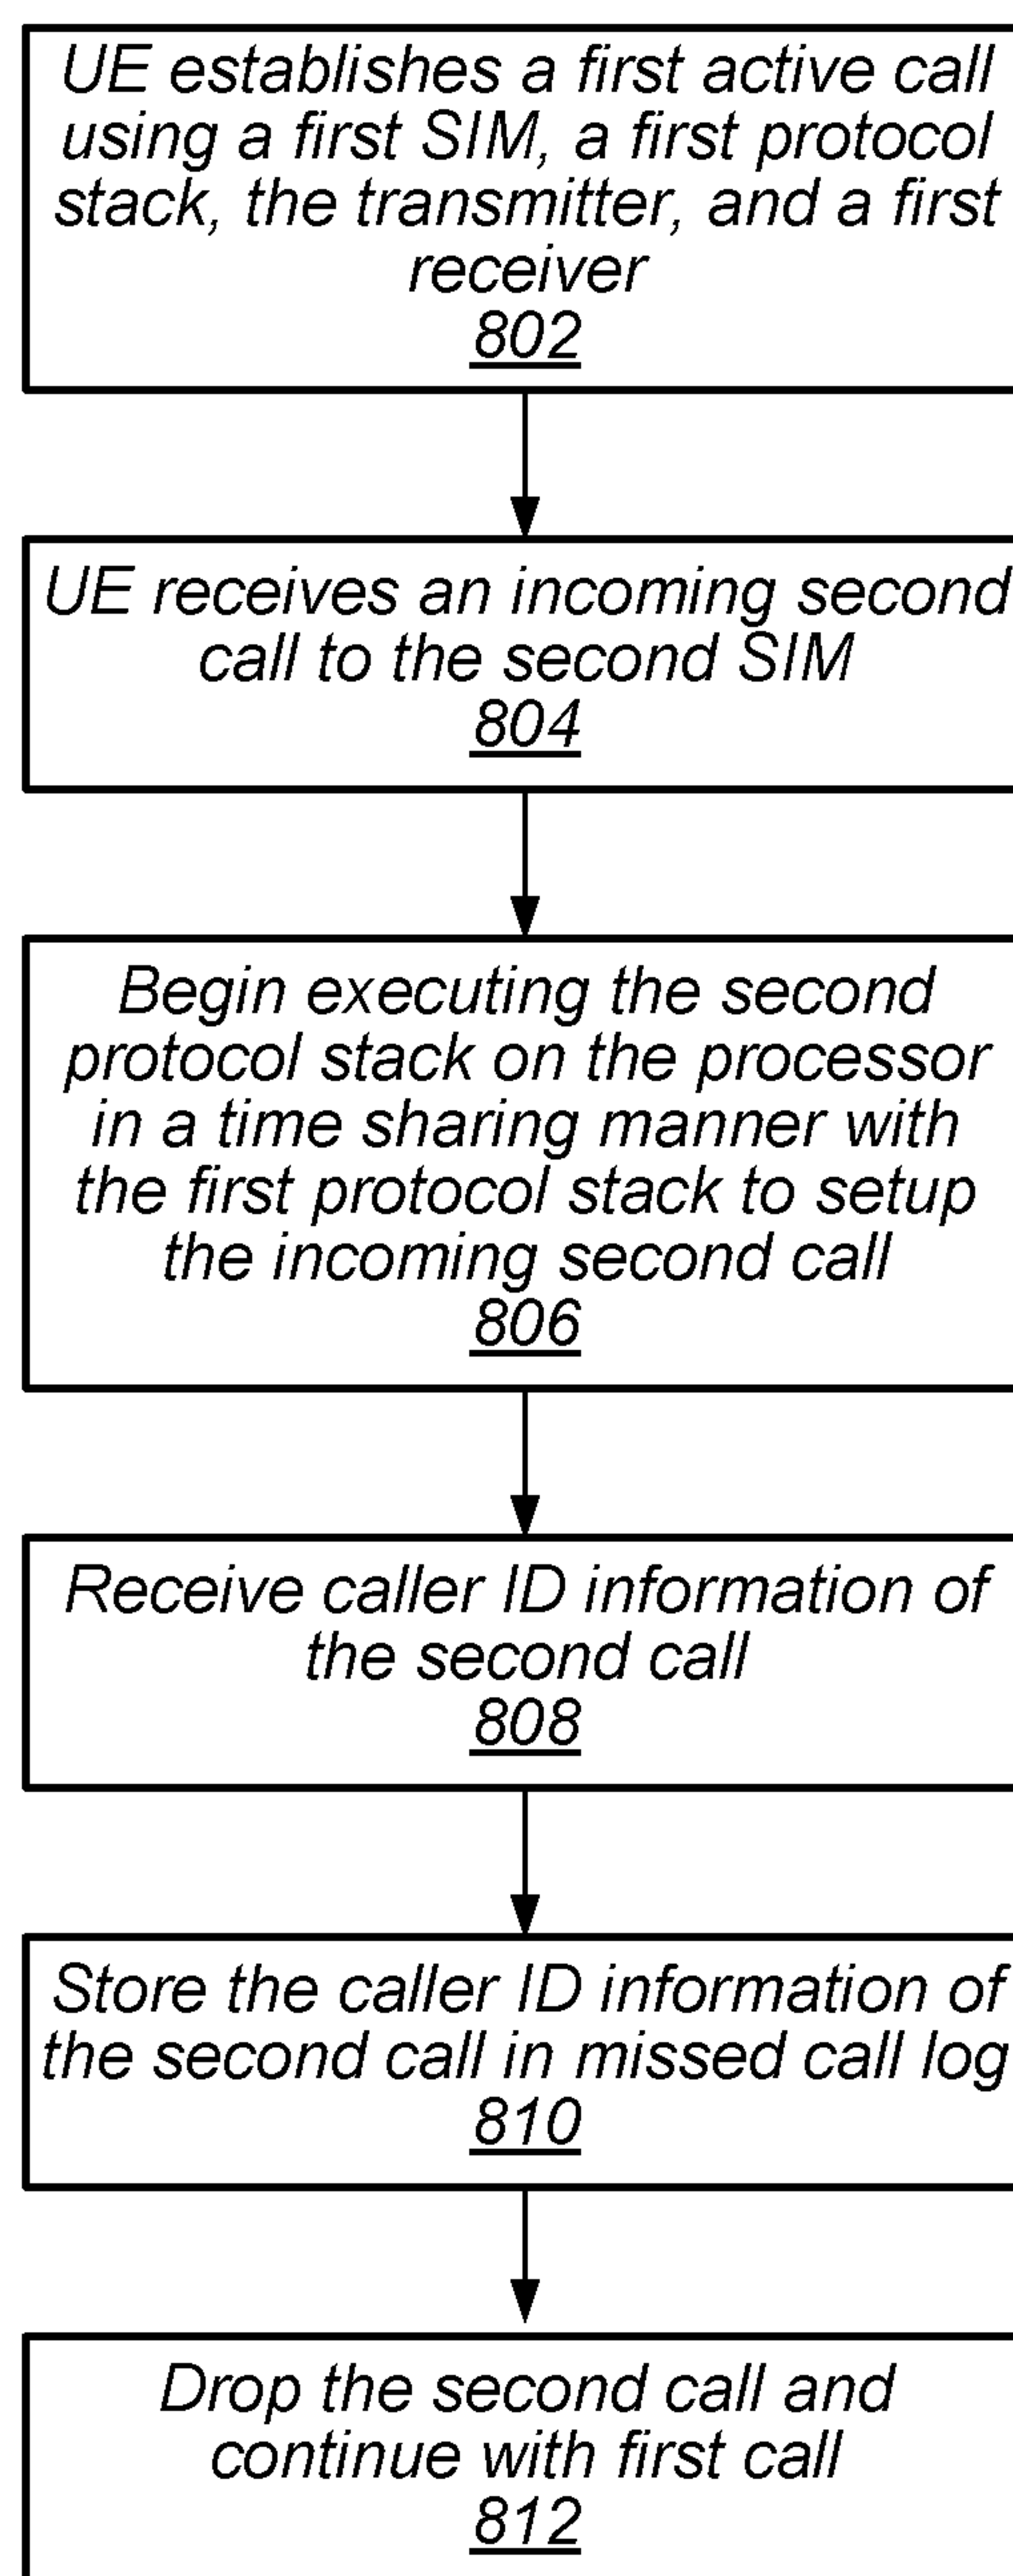 UE establishes a first active call
using a first SIM, a first protocol
stack, the transmitter, and a first
receiver
802
UE receives an incoming second
call to the second SIM
804
Begin executing the second
protocol stack on the processor
in a time sharing manner with
the first protocol stack to setup
the incoming second call
806
Receive caller ID information of
the second call
808
Store the caller ID information of
the second call in missed call log
810
Drop the second call and
continue with first call
812